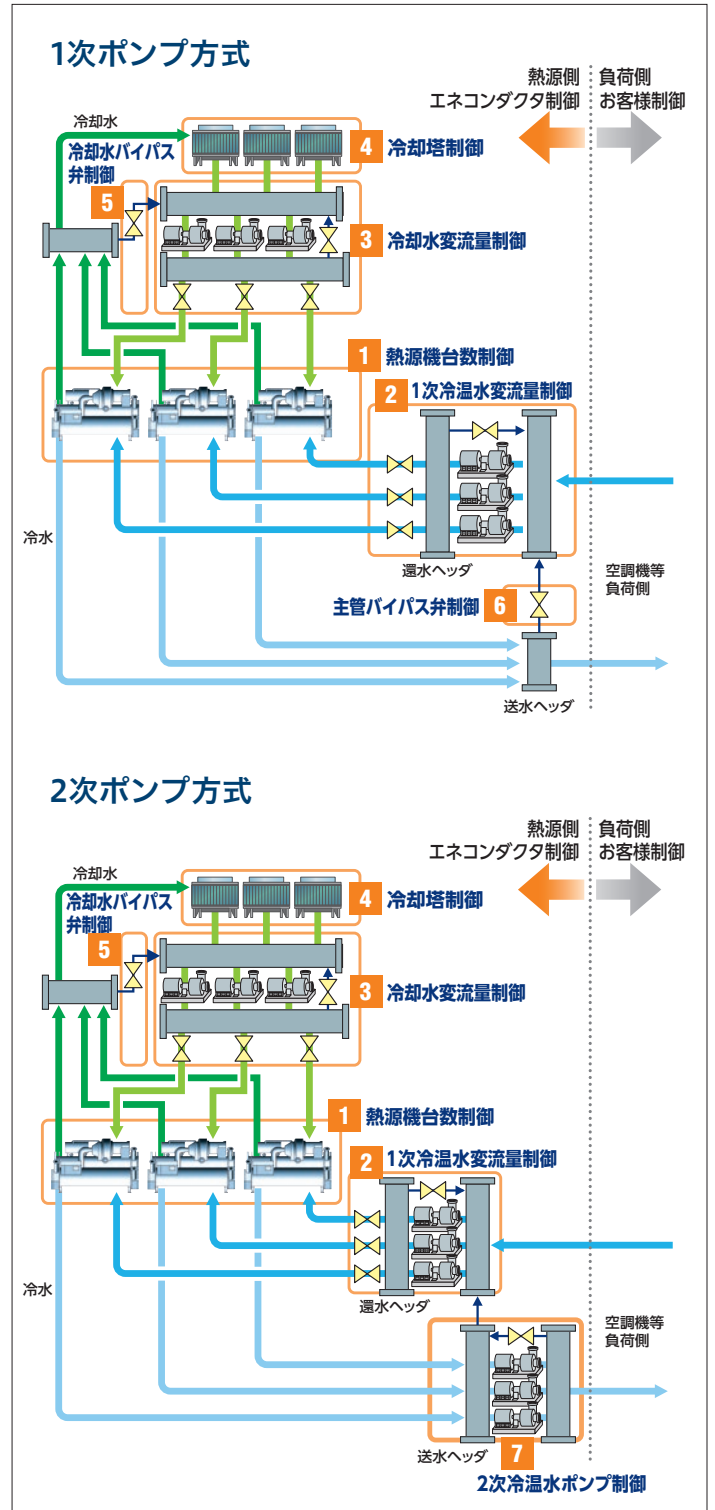 1次ポンプ方式
熱源側
エネコンダクタ制御
負荷側
お客様制御
冷却水
冷却水バイパス
弁制御
4
冷却塔制御
5
3
冷却水変流量制御
1
熱源機台数制御
2
1次冷温水変流量制御
冷水
還水ヘッダ
空調機等
負荷側
主管バイパス弁制御
6
送水ヘッダ
2次ポンプ方式
熱源側
エネコンダクタ制御
負荷側
お客様制御
冷却水
冷却水バイパス
弁制御
4
冷却塔制御
5
3
冷却水変流量制御
1
熱源機台数制御
2
1次冷温水変流量制御
冷水
還水ヘッダ
空調機等
負荷側
送水ヘッダ
7
2次冷温水ポンプ制御